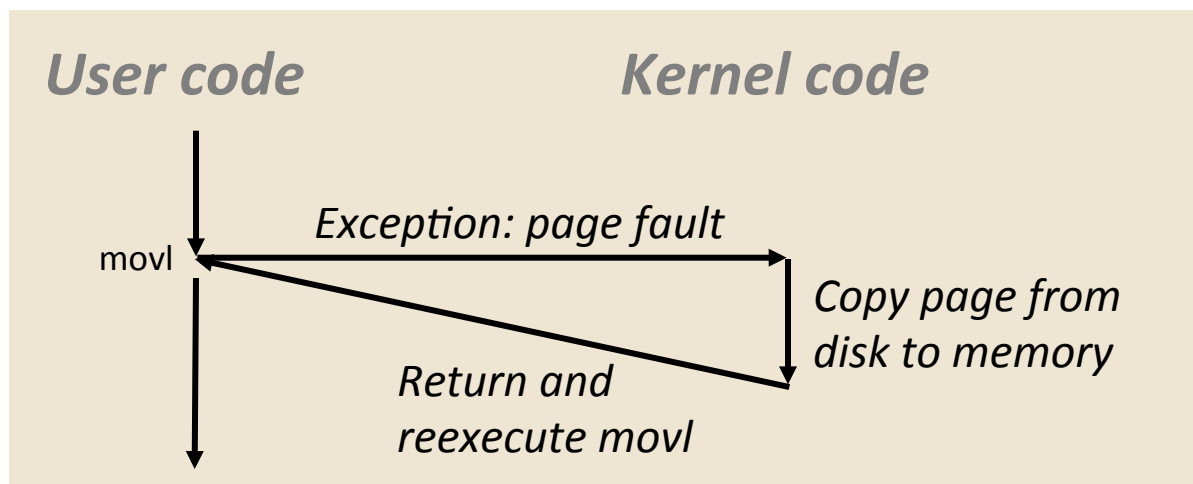 User code
Kernel code
Exception: page fault
movl
Copy page from
disk to memory
Return and
reexecute movl